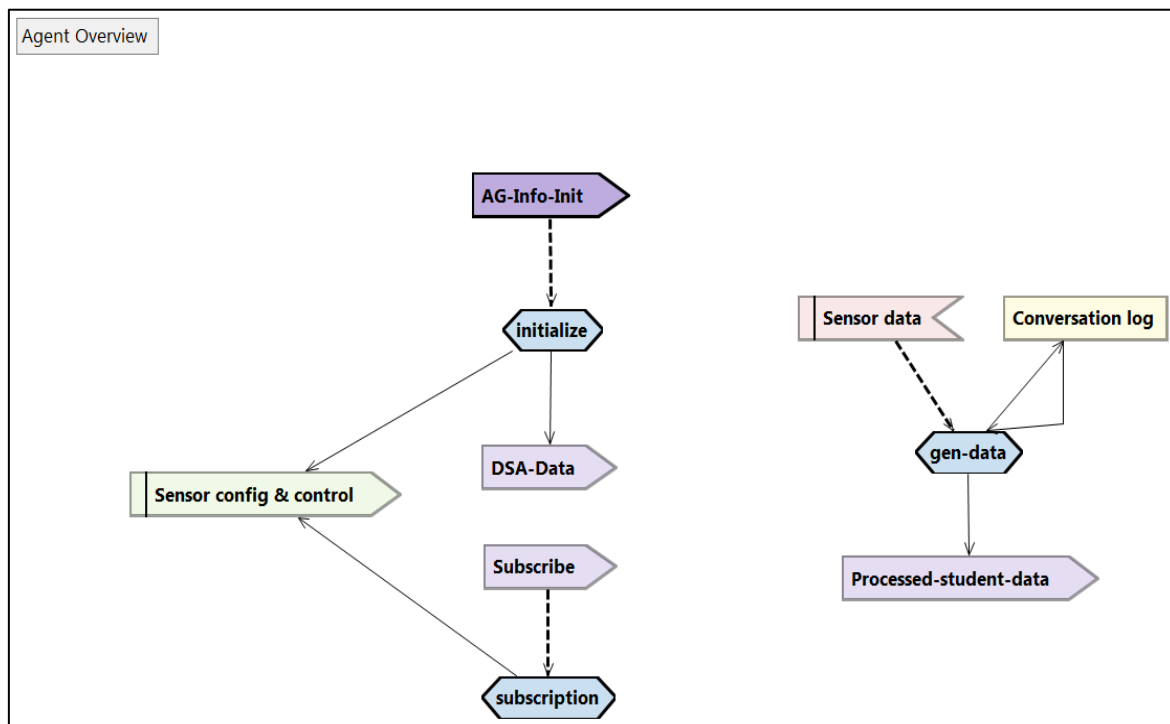 Agent Overview
AG-Info-Init
Sensor data
Conversation log
initialize
gen-data
DSA-Data
Sensor config & control
Subscribe
Processed-student-data
subscription